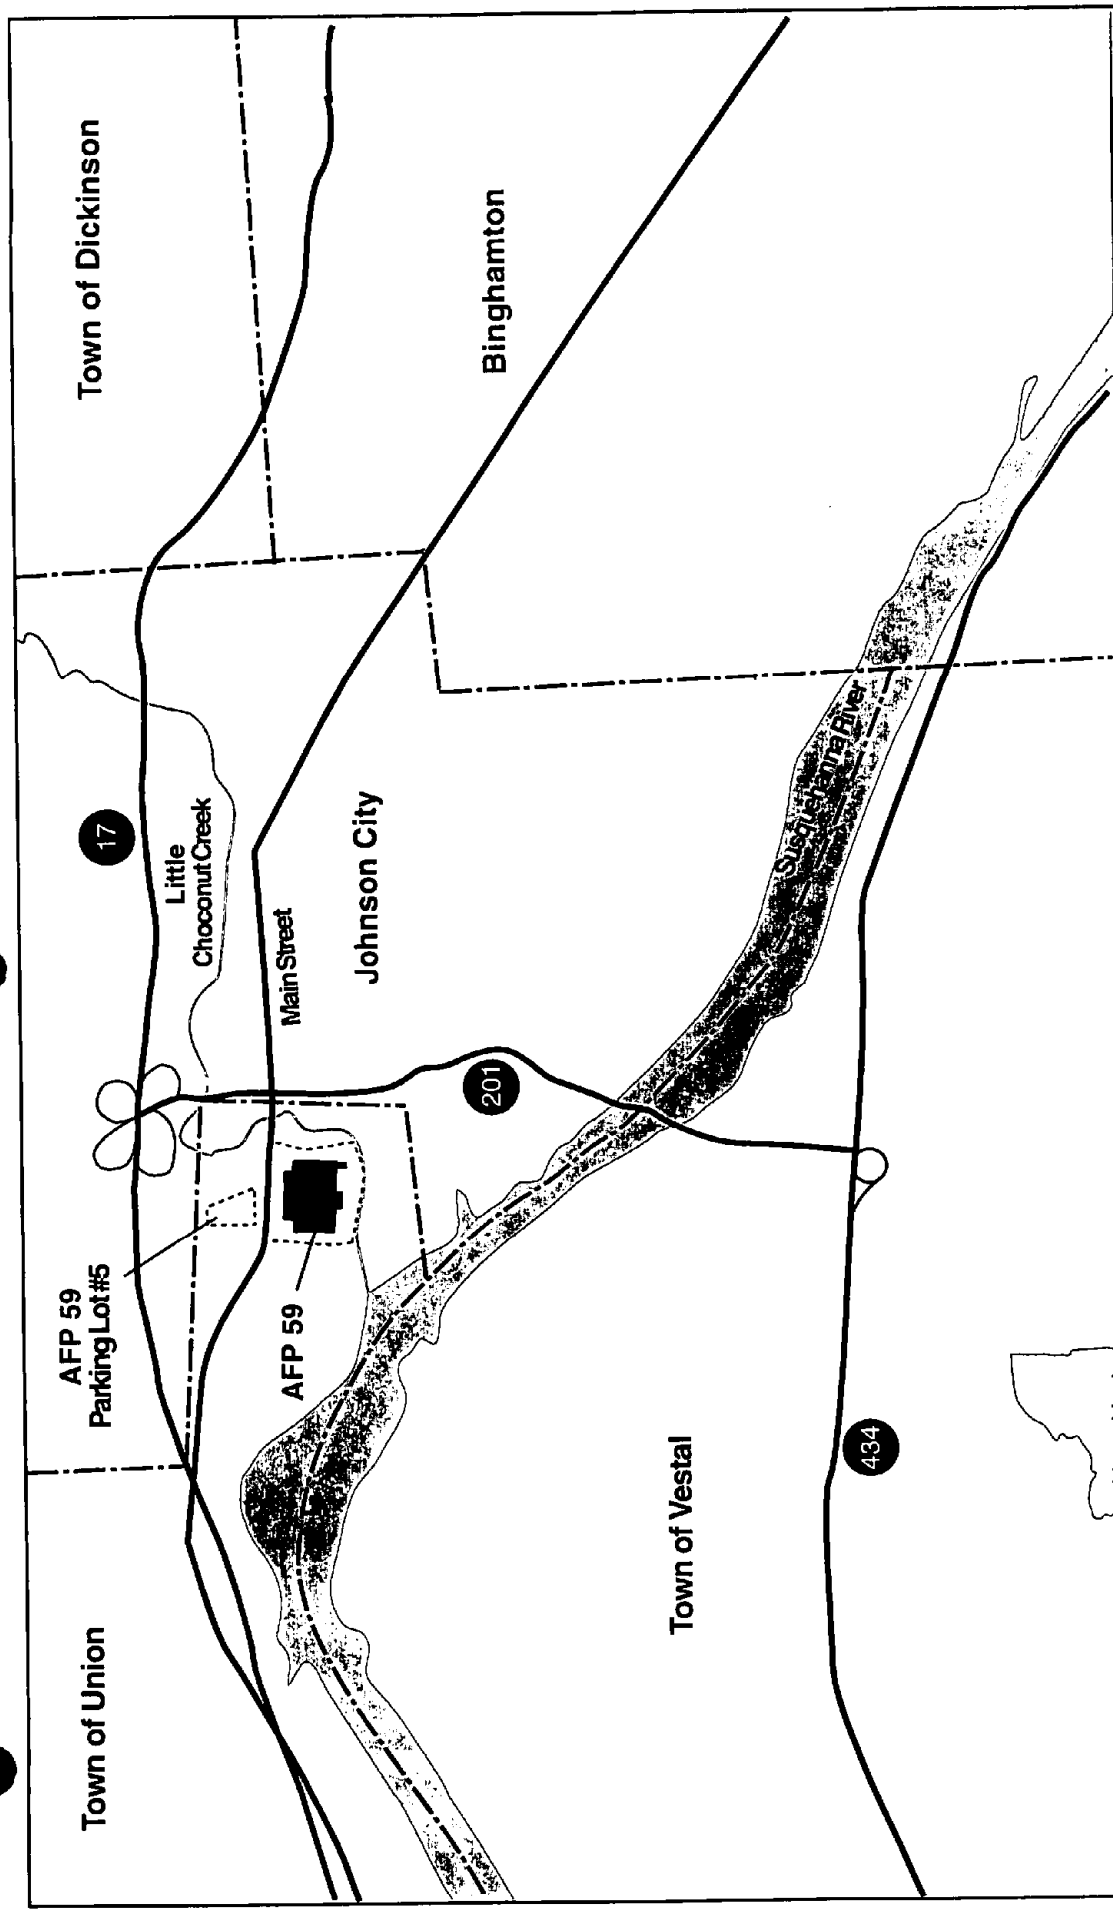 Town of Union
AFP 59
Parking Lot #5
17
Town of Dickinson
Little
Choconut Creek
AFP 59
Main Street
Johnson City
201
Binghamton
Town of Vestal
Susquehanna River
434